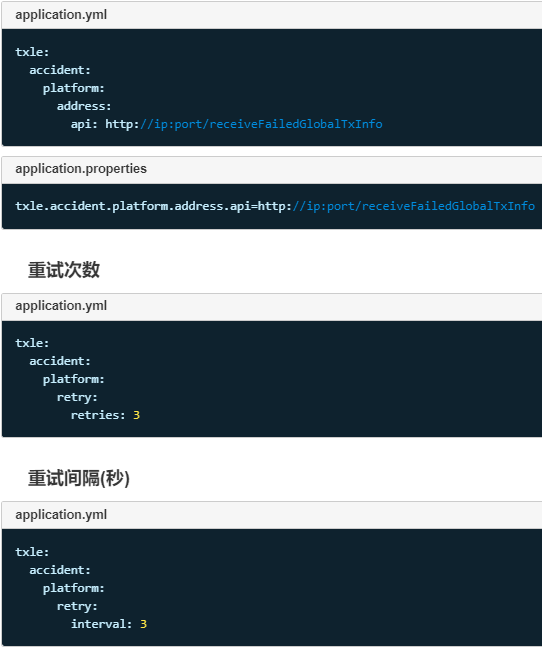 application.yml
txle:
  accident:
    platform:
      address:
        api: http://ip:port/receiveFailedGlobalTxInfo
application.properties
txle.accident.platform.address.api=http://ip:port/receiveFailedGlobalTxInfo
重试次数
application.yml
txle:
  accident:
    platform:
      retry:
        retries: 3
重试间隔(秒)
application.yml
txle:
  accident:
    platform:
      retry:
        interval: 3